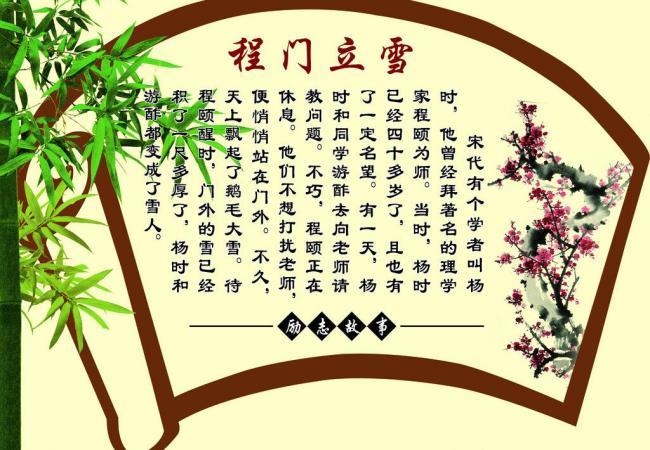 程门立雪
宋代有个学者叫杨
时，他曾经拜著名的理学
家程颐为师。当时，杨时
已经四十多岁了，且也有
了一定名望。有一天，杨
时和同学游酢去向老师请
教问题。不巧，程颐正在
休息。他们不想打扰老师，
便悄悄站在门外。不久，
天上飘起了鹅毛大雪。待
程颐醒时，门外的雪已经
积了一尺多厚了，杨时和
游酢都变成了雪人。
励志故事